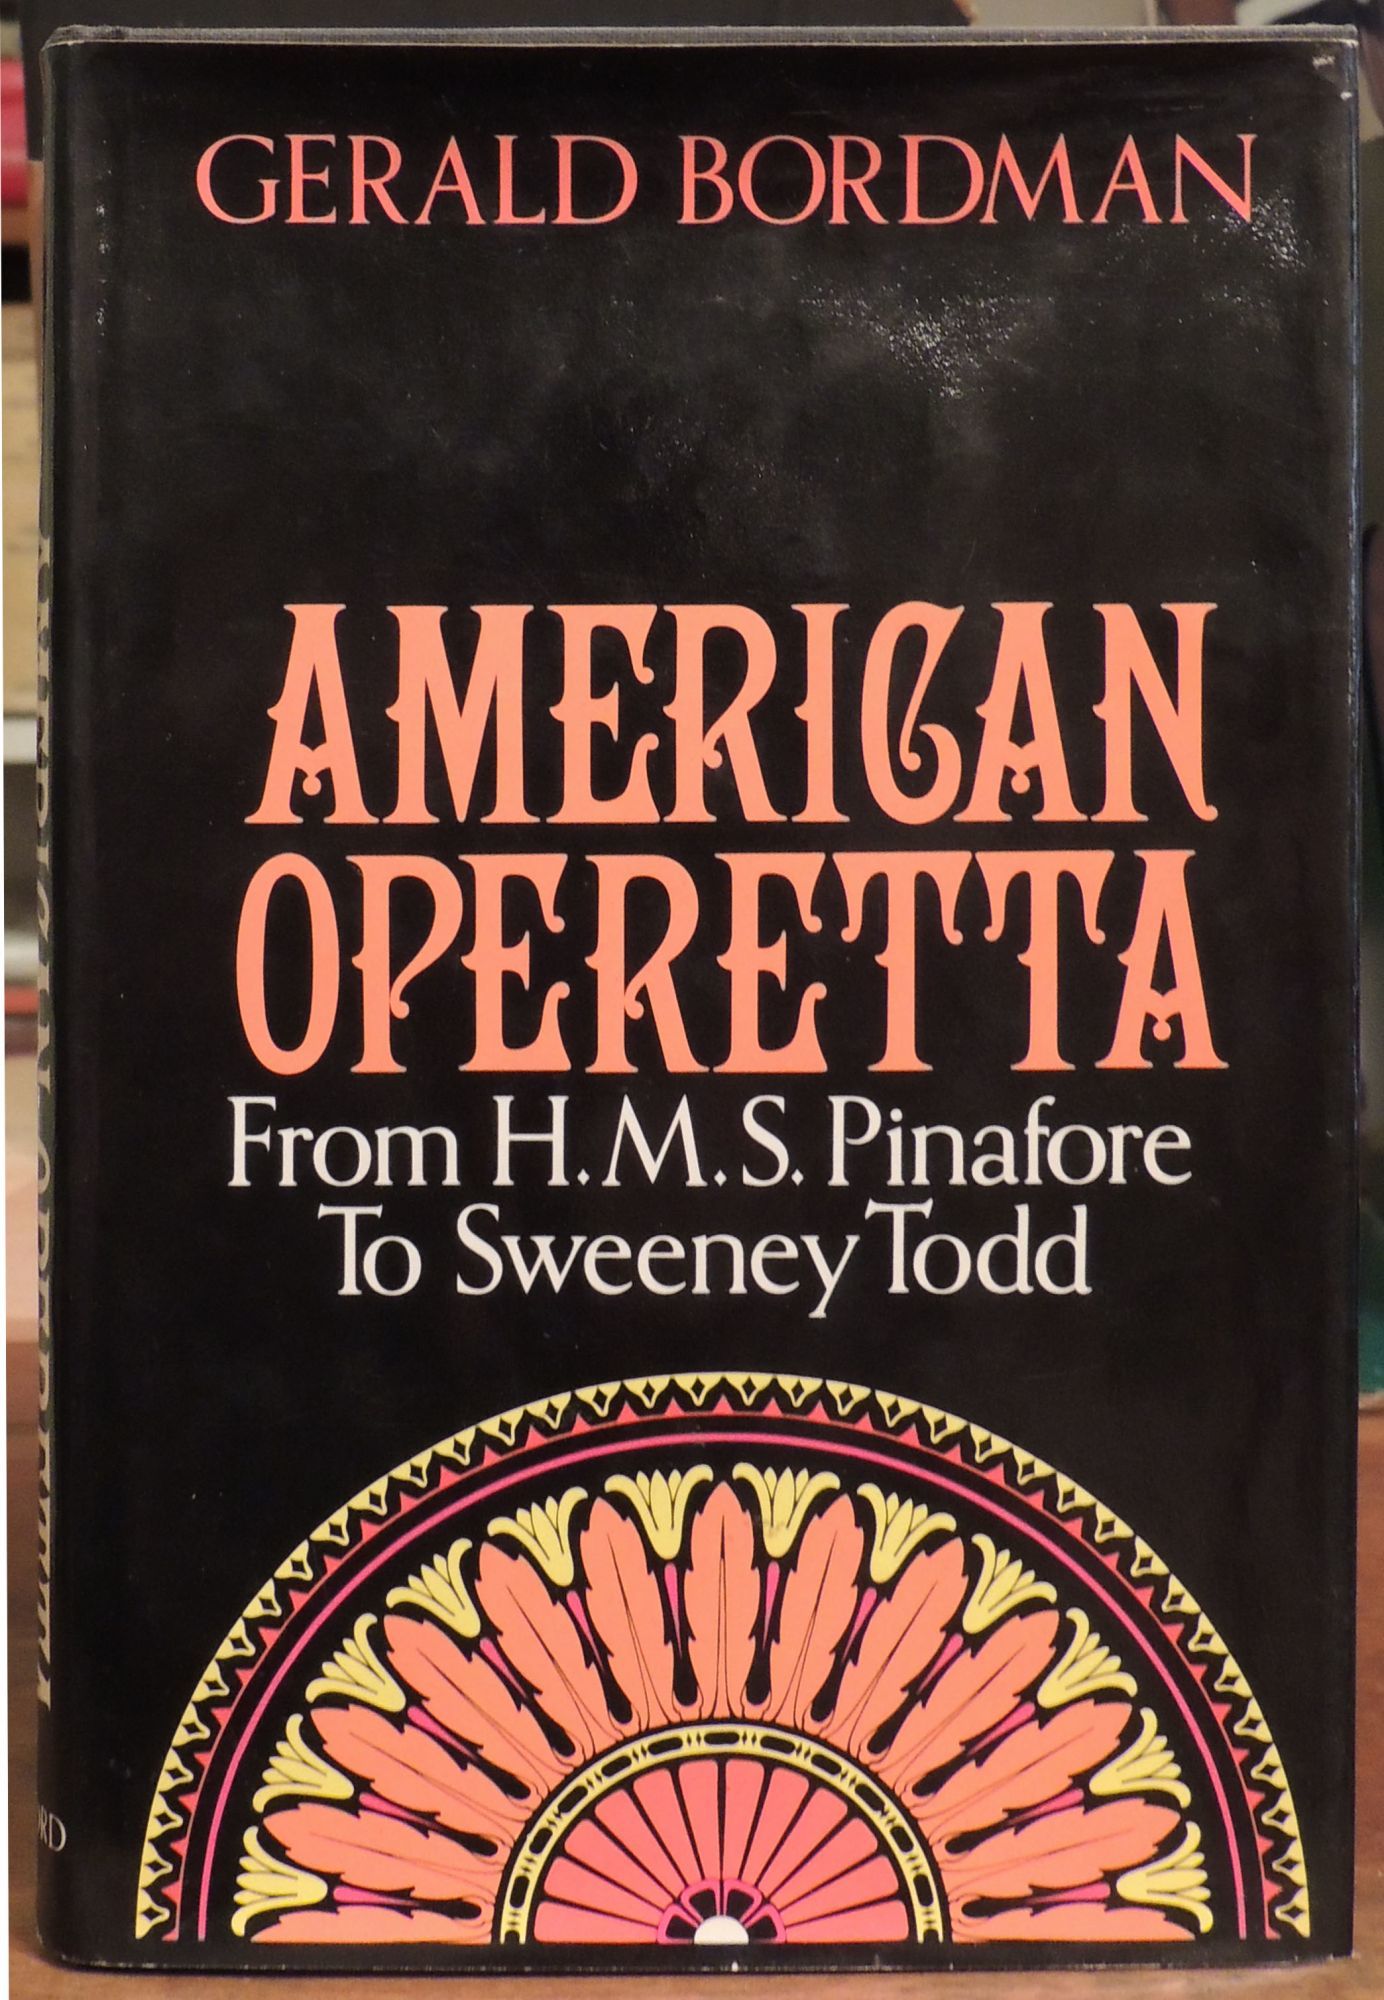 GERALD BORDMAN
AMERICAN
OPERETTA
From H.M.S. Pinafore
To Sweeney Todd